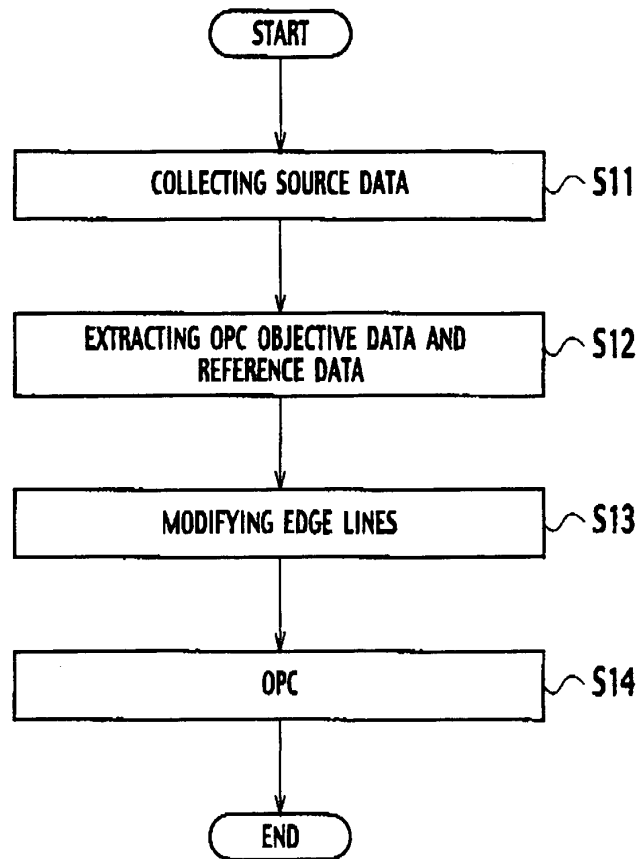 START
COLLECTING SOURCE DATA
S11
EXTRACTING OPC OBJECTIVE DATA AND
REFERENCE DATA
S12
MODIFYING EDGE LINES
S13
OPC
S14
END